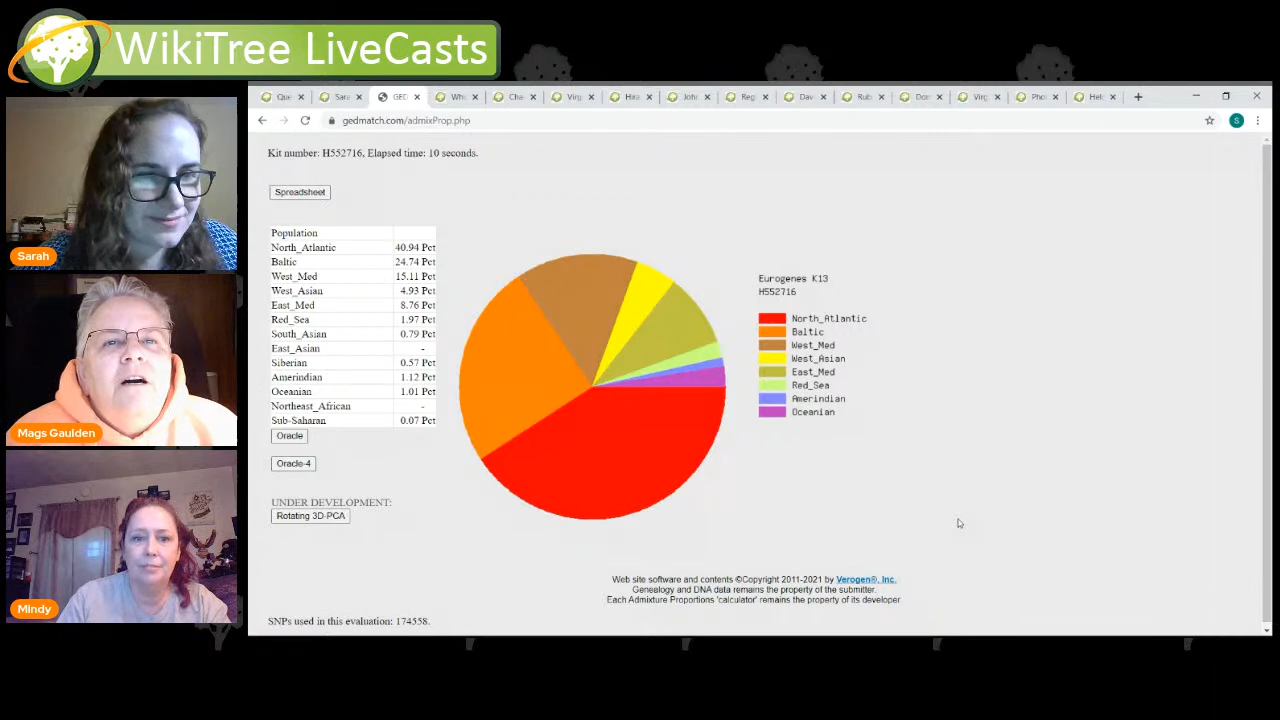 WikiTree LiveCasts
Sarah
Mags Gaulden
Mindy
Que
Sara
GED
Who
Cha
Virg
Hira
John
Reg
Dav
Rub
Don
Virg
Pho
Help
gedmatch.com/admixProp.php
S
Kit number: H552716, Elapsed time: 10 seconds.
Spreadsheet
Population
North_Atlantic 40.94 Pct
Baltic 24.74 Pct
West_Med 15.11 Pct
West_Asian 4.93 Pct
East_Med 8.76 Pct
Red_Sea 1.97 Pct
South_Asian 0.79 Pct
East_Asian -
Siberian 0.57 Pct
Amerindian 1.12 Pct
Oceanian 1.01 Pct
Northeast_African -
Sub-Saharan 0.07 Pct
Oracle
Oracle-4
UNDER DEVELOPMENT:
Rotating 3D-PCA
Eurogenes K13
H552716
North_Atlantic
Baltic
West_Med
West_Asian
East_Med
Red_Sea
Amerindian
Oceanian
Web site software and contents ©Copyright 2011-2021 by Verogen®, Inc.
Genealogy and DNA data remains the property of the submitter.
Each Admixture Proportions 'calculator' remains the property of its developer
SNPs used in this evaluation: 174558.